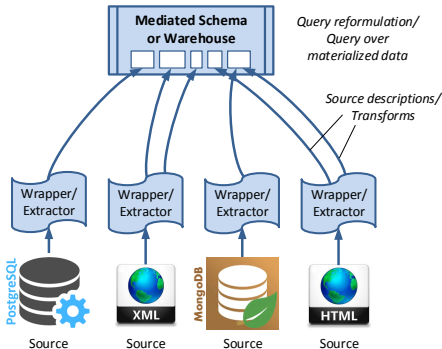 Mediated Schema
or Warehouse
Query reformulation/
Query over
materialized data
Source descriptions/
Transforms
Wrapper/
Extractor
Wrapper/
Extractor
Wrapper/
Extractor
Wrapper/
Extractor
PostgreSQL
XML
MongoDB
HTML
Source
Source
Source
Source